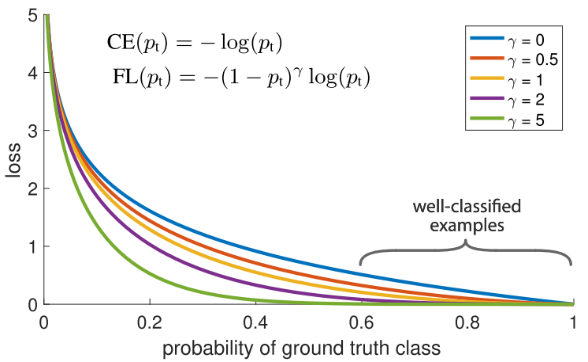 CE(pₜ) = − log(pₜ)
FL(pₜ) = −(1 − pₜ)^γ log(pₜ)
γ = 0
γ = 0.5
γ = 1
γ = 2
γ = 5
5
4
3
2
1
0
loss
well-classified
examples
0
0.2
0.4
0.6
0.8
1
probability of ground truth class